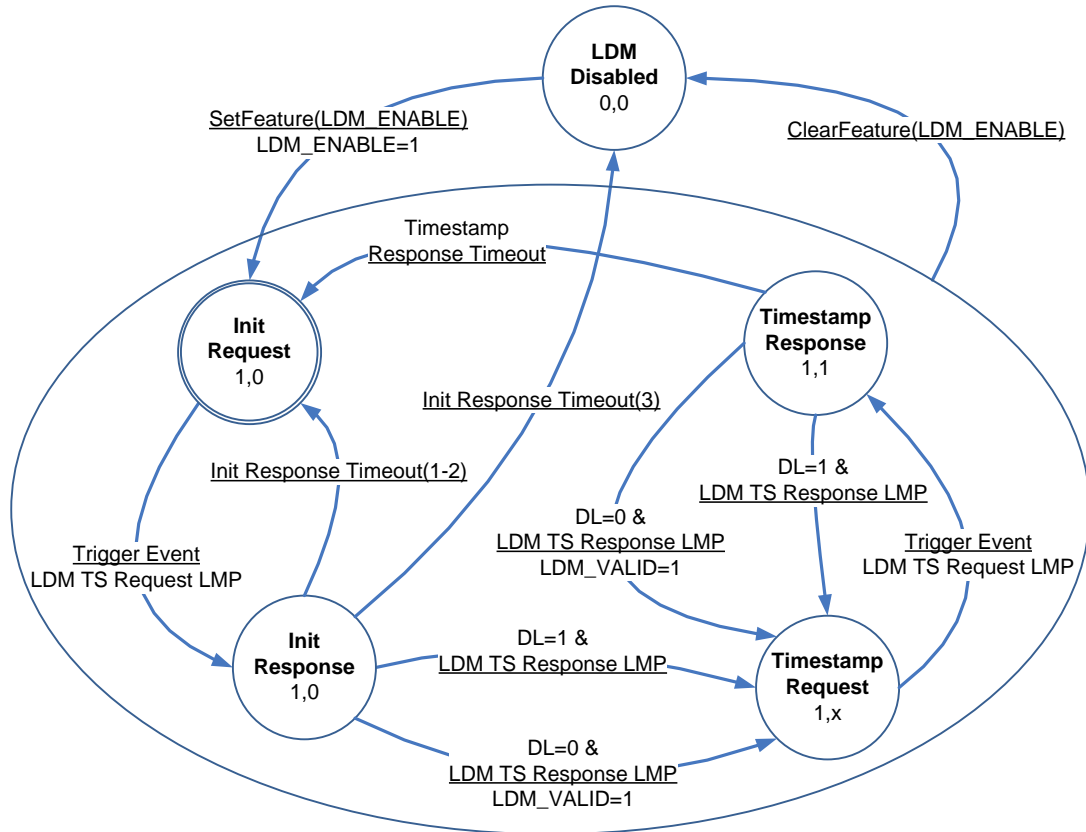 LDM
Disabled
0,0
SetFeature(LDM_ENABLE)
LDM_ENABLE=1
ClearFeature(LDM_ENABLE)
Timestamp
Response Timeout
Init
Request
1,0
Timestamp
Response
1,1
Init Response Timeout(3)
Init Response Timeout(1-2)
DL=1 &
LDM TS Response LMP
DL=0 &
LDM TS Response LMP
LDM_VALID=1
Trigger Event
LDM TS Request LMP
Trigger Event
LDM TS Request LMP
Init
Response
1,0
DL=1 &
LDM TS Response LMP
Timestamp
Request
1,x
DL=0 &
LDM TS Response LMP
LDM_VALID=1